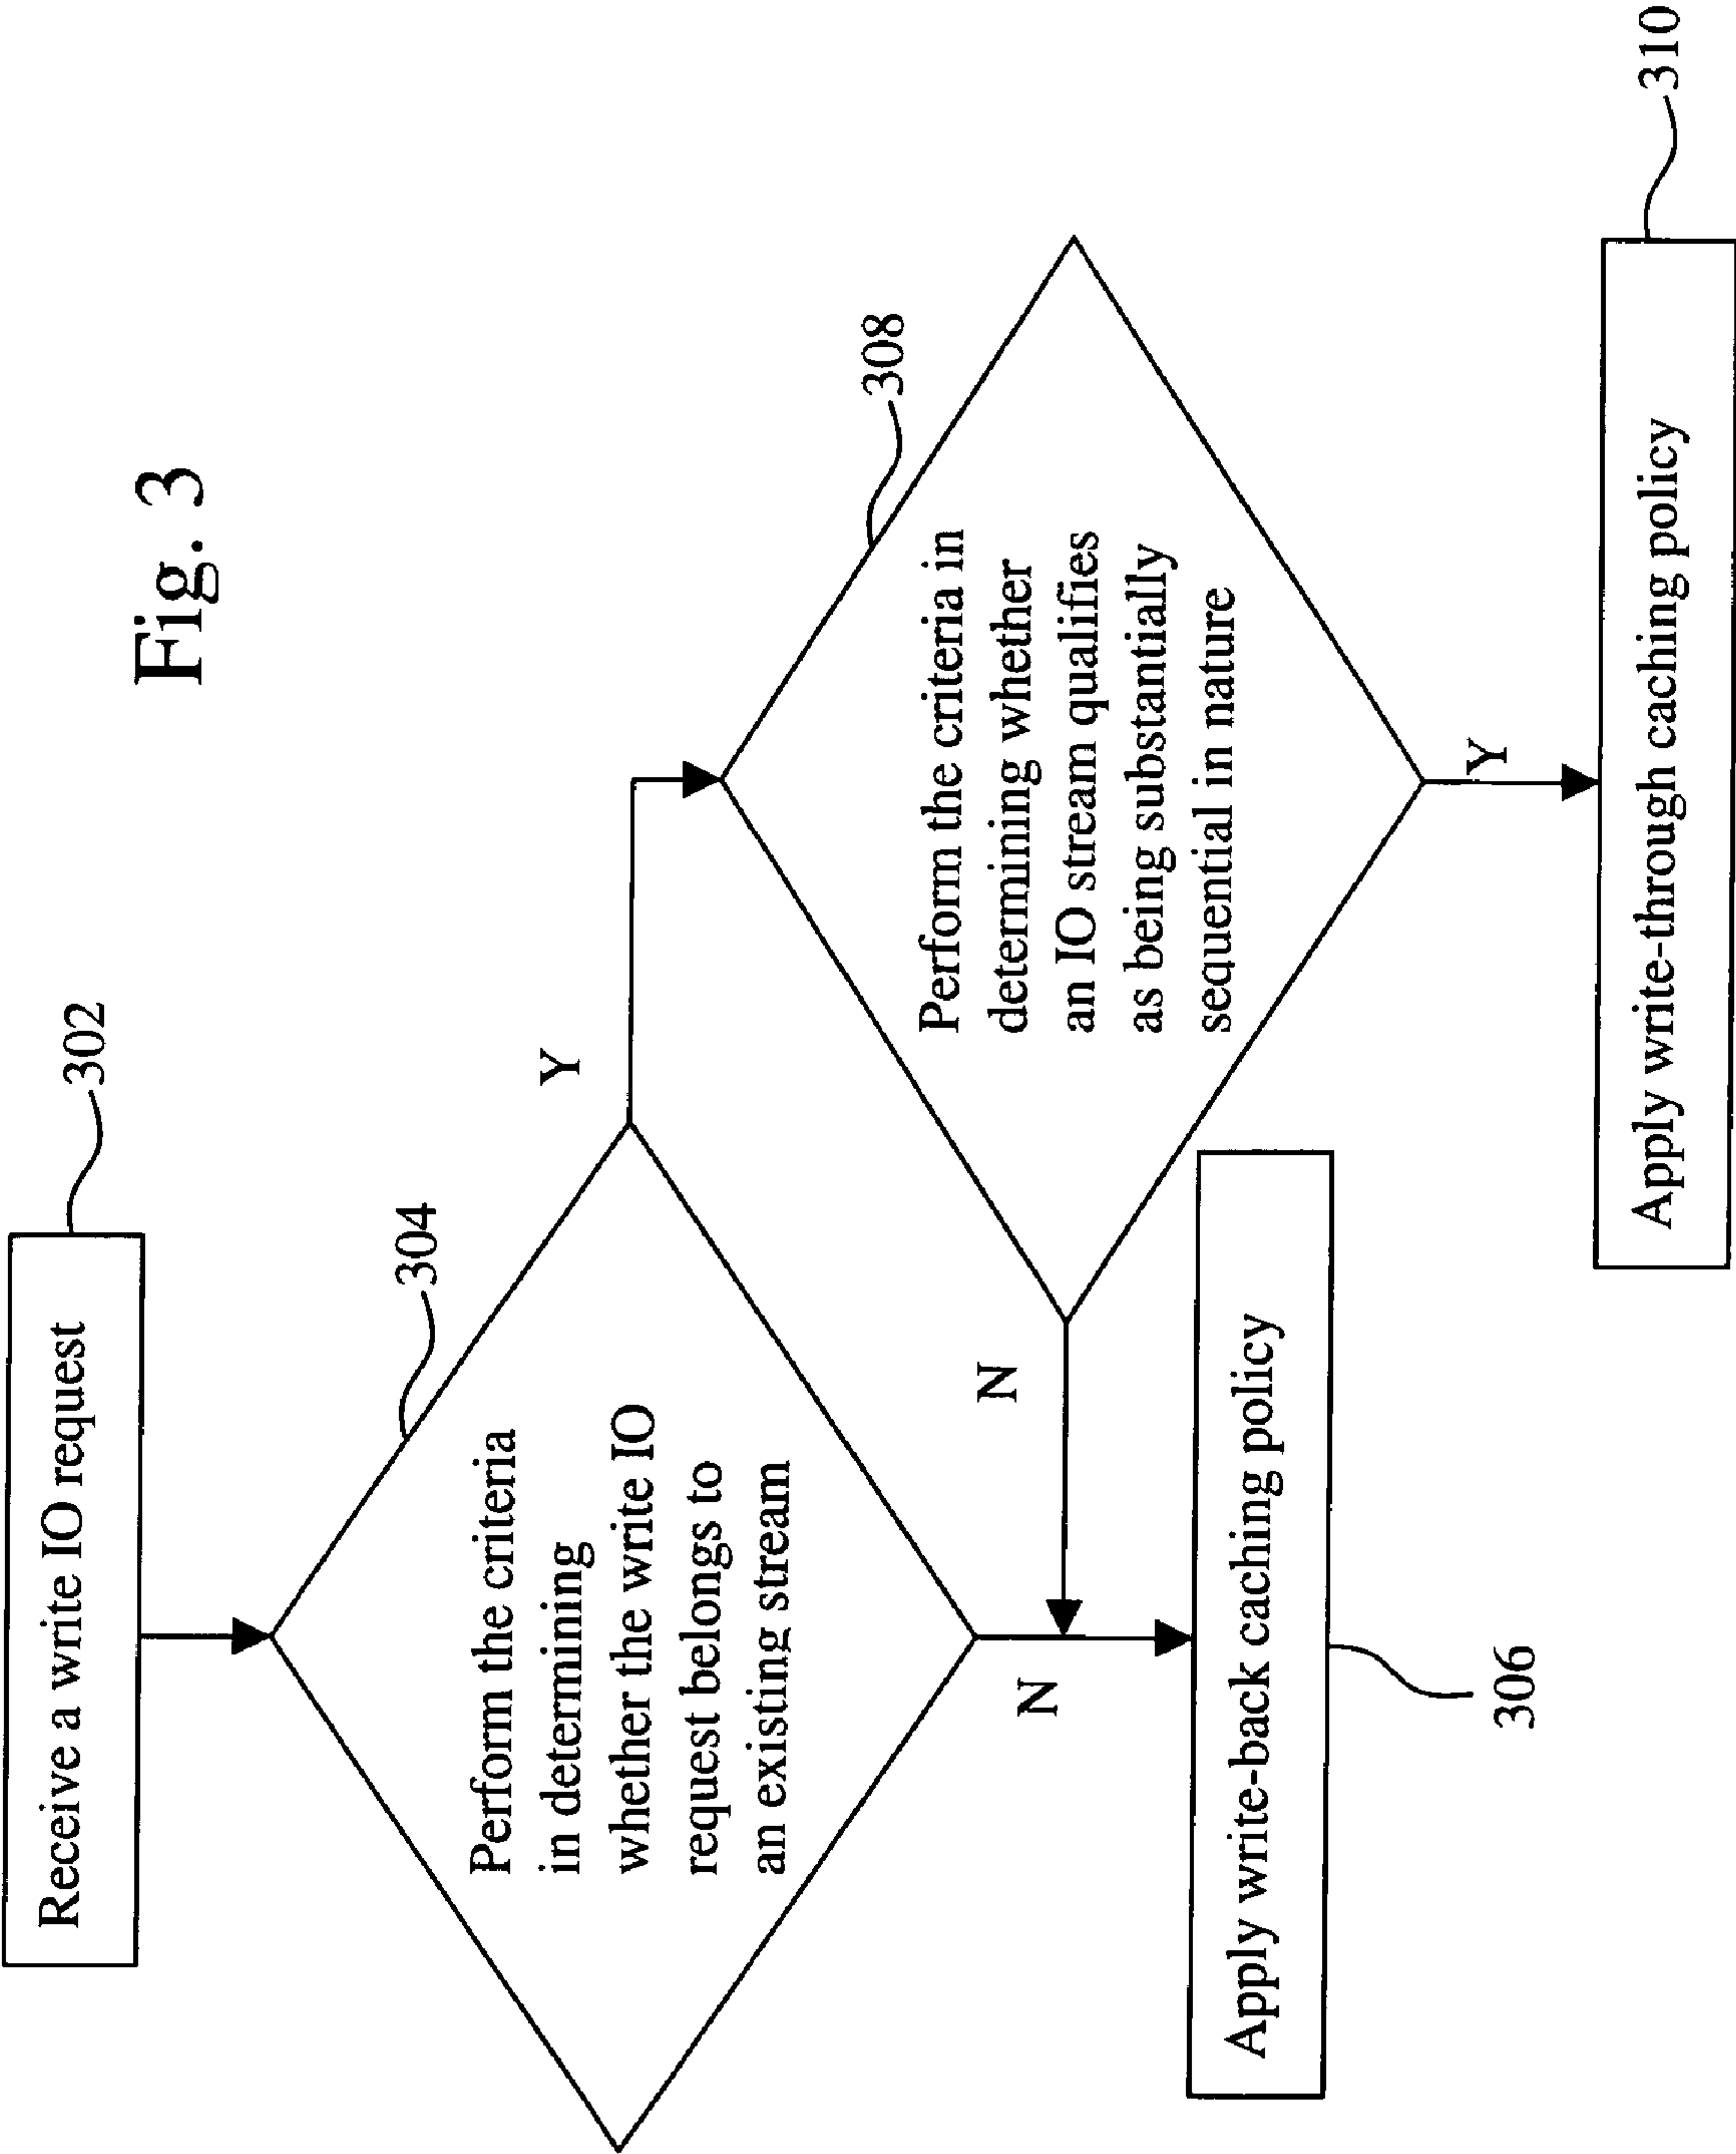 Fig. 3
Receive a write IO request
302
304
Perform the criteria
in determining
whether the write IO
request belongs to
an existing stream
Y
N
308
Perform the criteria in
determining whether
an IO stream qualifies
as being substantially
sequential in nature
N
Y
Apply write-back caching policy
306
Apply write-through caching policy
310